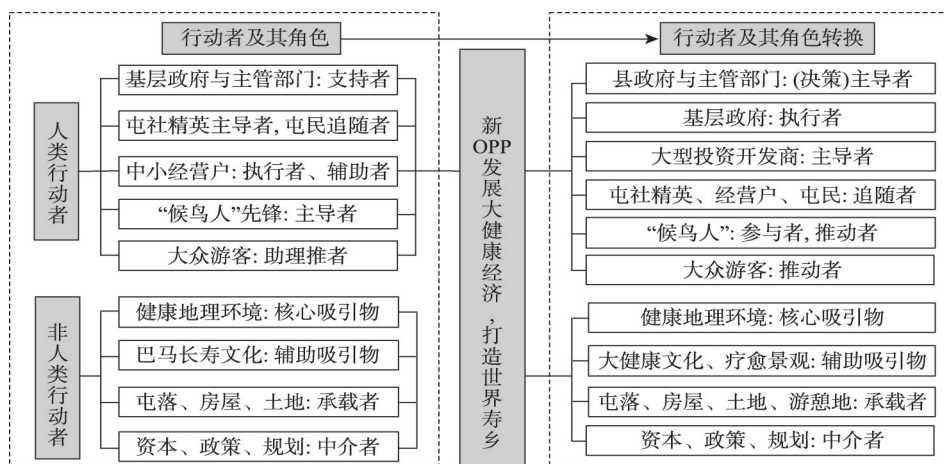 行动者及其角色
行动者及其角色转换
人类行动者
基层政府与主管部门: 支持者
屯社精英主导者, 屯民追随者
中小经营户: 执行者、辅助者
“候鸟人”先锋: 主导者
大众游客: 助理推者
非人类行动者
健康地理环境: 核心吸引物
巴马长寿文化: 辅助吸引物
屯落、房屋、土地: 承载者
资本、政策、规划: 中介者
新OPP发展大健康经济,打造世界寿乡
县政府与主管部门: (决策)主导者
基层政府: 执行者
大型投资开发商: 主导者
屯社精英、经营户、屯民: 追随者
“候鸟人”: 参与者, 推动者
大众游客: 推动者
健康地理环境: 核心吸引物
大健康文化、疗愈景观: 辅助吸引物
屯落、房屋、土地、游憩地: 承载者
资本、政策、规划: 中介者